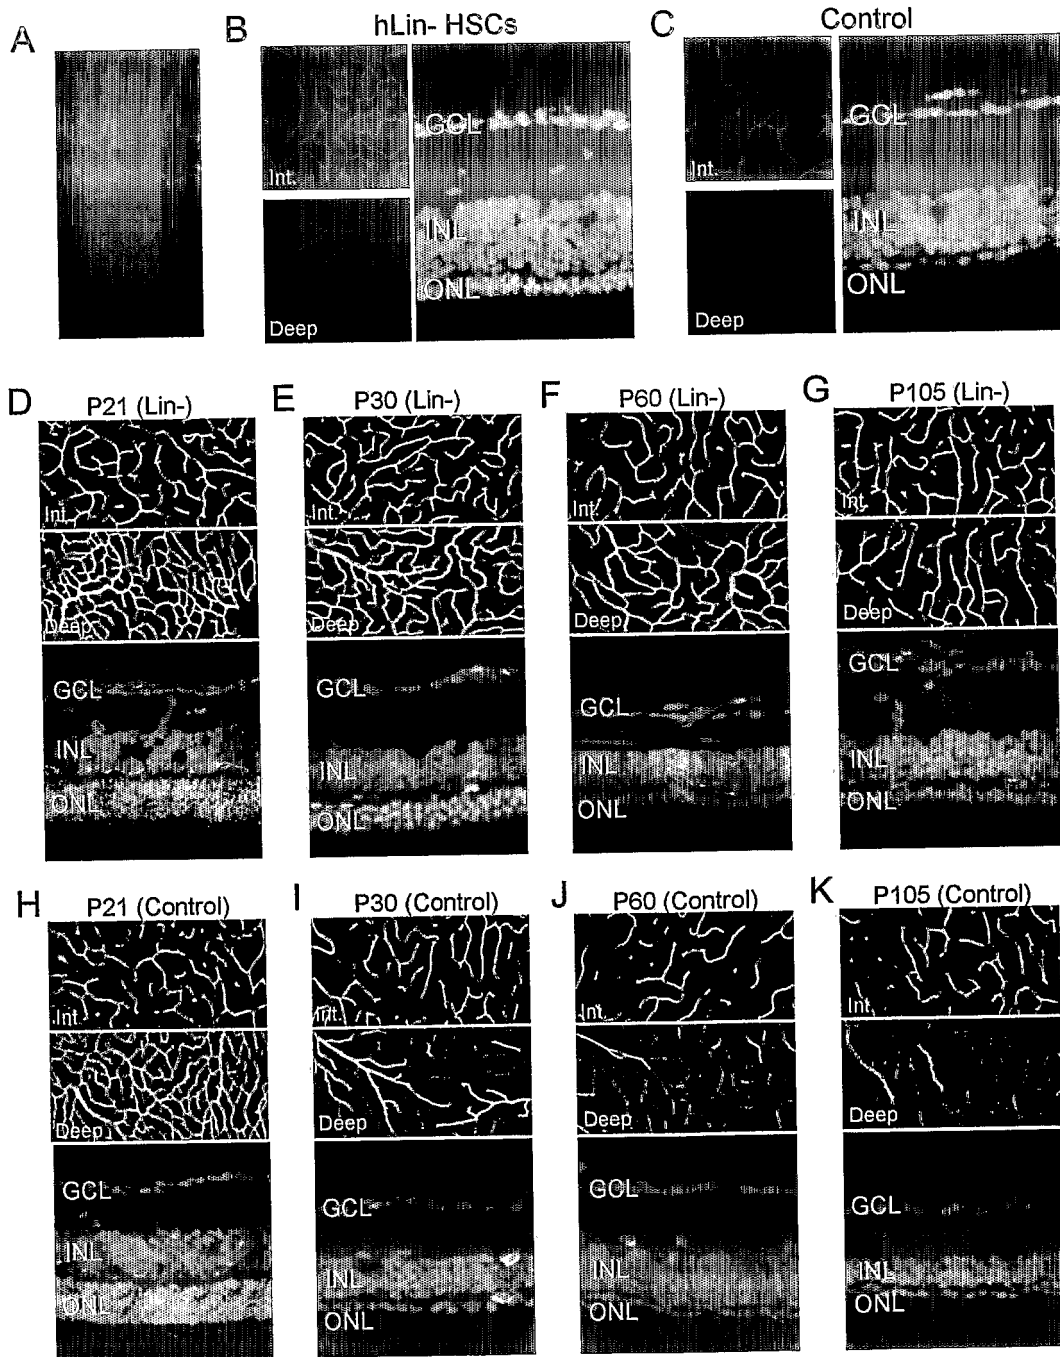 A
B
hLin- HSCs
C
Control
GCL
GCL
Int.
Int.
INL
INL
ONL
ONL
Deep
Deep
D
P21 (Lin-)
E
P30 (Lin-)
F
P60 (Lin-)
G
P105 (Lin-)
Int.
Int.
Int.
Int.
Deep
Deep
Deep
Deep
GCL
GCL
GCL
GCL
INL
INL
INL
INL
ONL
ONL
ONL
ONL
H
P21 (Control)
I
P30 (Control)
J
P60 (Control)
K
P105 (Control)
Int.
Int.
Int.
Int.
Deep
Deep
Deep
Deep
GCL
GCL
GCL
GCL
INL
INL
INL
INL
ONL
ONL
ONL
ONL